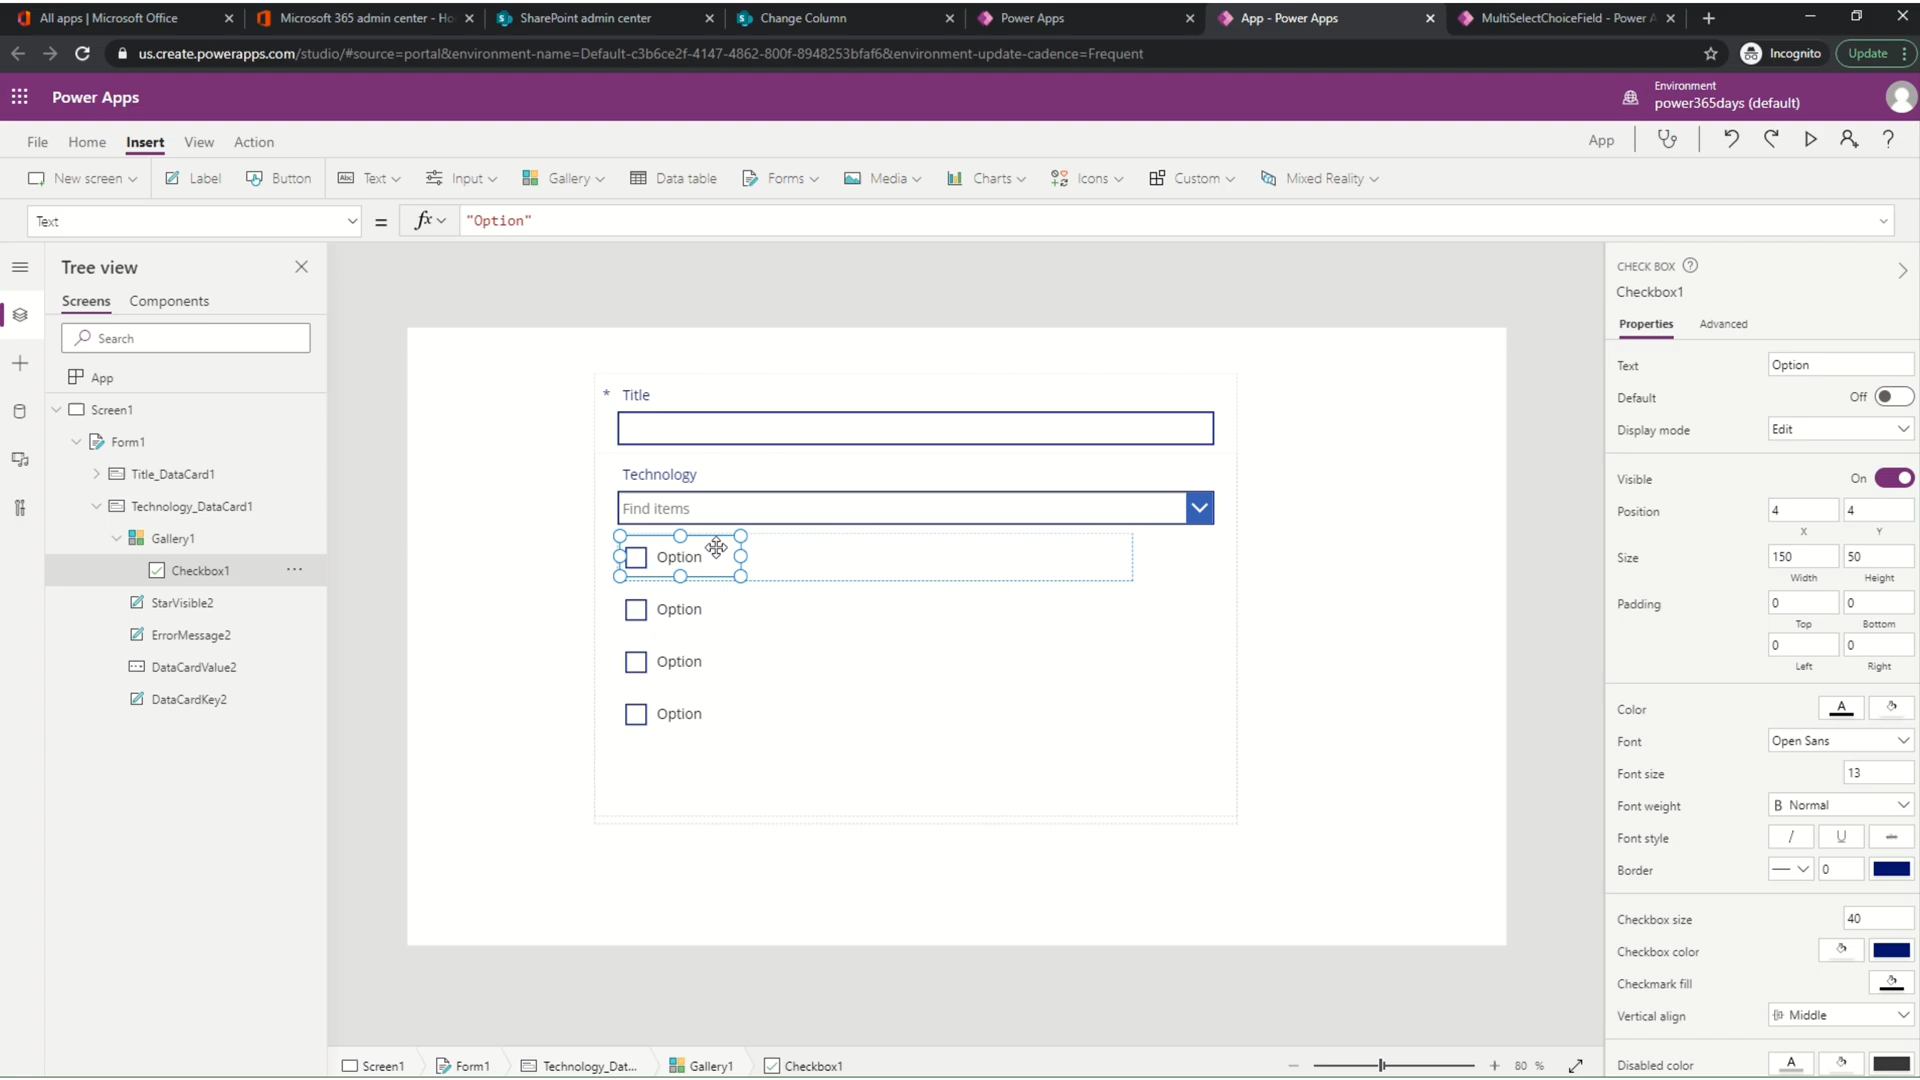 All apps | Microsoft Office
Microsoft 365 admin center - Ho
SharePoint admin center
Change Column
Power Apps
App - Power Apps
MultiSelectChoiceField - Power A
us.create.powerapps.com/studio/#source=portal&environment-name=Default-c3b6ce2f-4147-4862-800f-8948253bfaf6&environment-update-cadence=Frequent
Incognito
Update
Power Apps
Environment
power365days (default)
File
Home
Insert
View
Action
App
New screen
Label
Button
Text
Input
Gallery
Data table
Forms
Media
Charts
Icons
Custom
Mixed Reality
Text
=
fx
"Option"
Tree view
Screens
Components
Search
App
Screen1
Form1
Title_DataCard1
Technology_DataCard1
Gallery1
Checkbox1
StarVisible2
ErrorMessage2
DataCardValue2
DataCardKey2
* Title
Technology
Find items
Option
Option
Option
Option
CHECK BOX
Checkbox1
Properties
Advanced
Text
Option
Default
Off
Display mode
Edit
Visible
On
Position
4
4
X
Y
Size
150
50
Width
Height
Padding
0
0
Top
Bottom
0
0
Left
Right
Color
Font
Open Sans
Font size
13
Font weight
B Normal
Font style
Border
0
Checkbox size
40
Checkbox color
Checkmark fill
Vertical align
Middle
Disabled color
Screen1
Form1
Technology_Dat...
Gallery1
Checkbox1
80 %